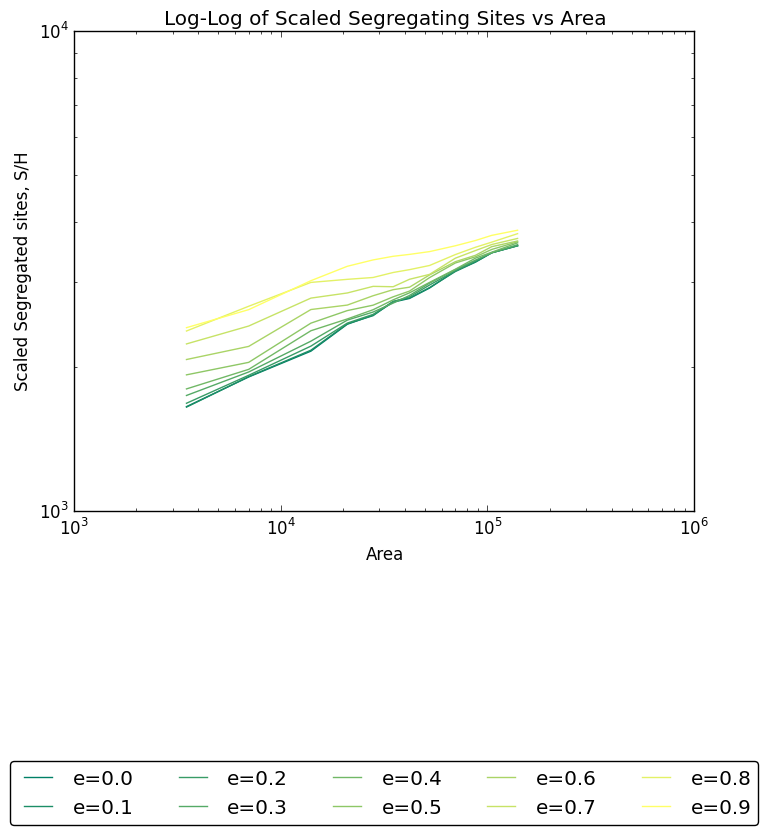 Log-Log of Scaled Segregating Sites vs Area
10^4
Scaled Segregated sites, S/H
10^3
10^3 10^4 10^5 10^6
Area
e=0.0 e=0.2 e=0.4 e=0.6 e=0.8
e=0.1 e=0.3 e=0.5 e=0.7 e=0.9